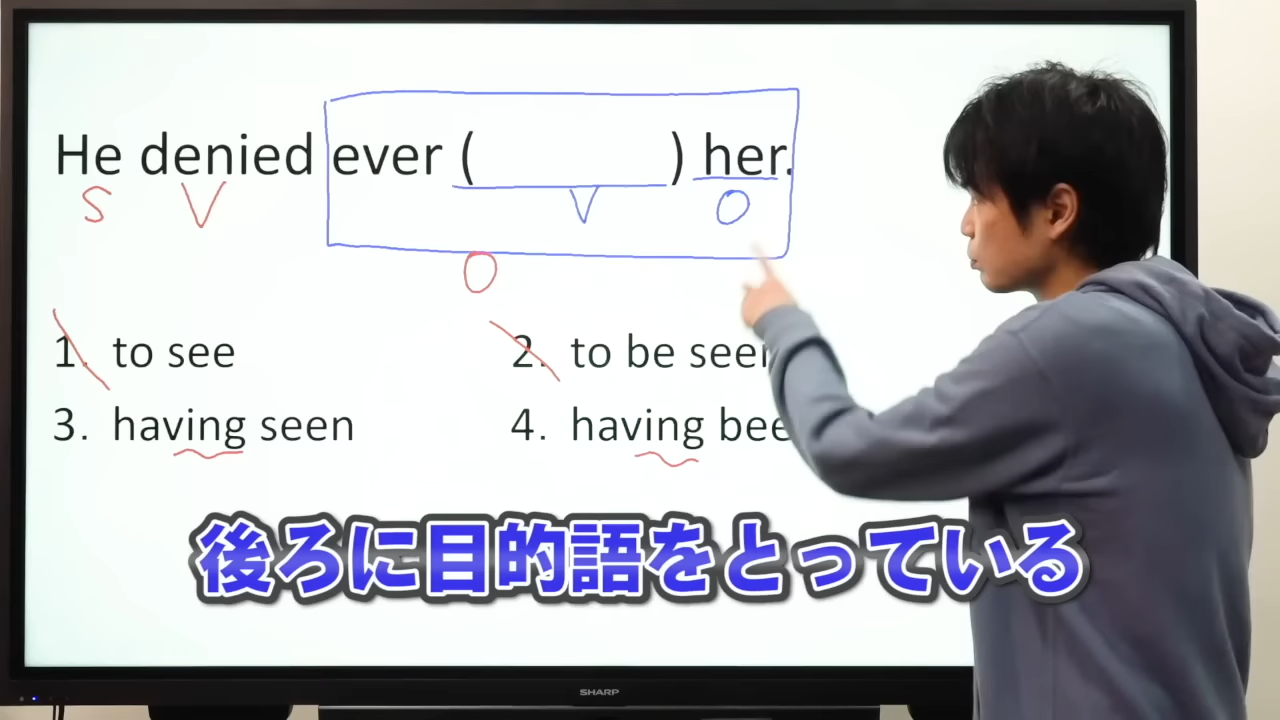 He denied ever ( ) her.
S V V O
O
1. to see 2. to be seen
3. having seen 4. having bee
後ろに目的語をとっている
SHARP